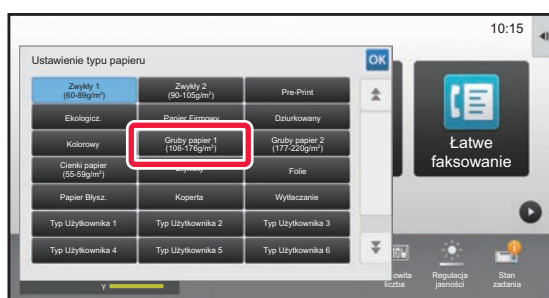 10:15
Ustawienie typu papieru
OK
Zwykły 1
(60-89g/m²)
Zwykły 2
(90-105g/m²)
Pre-Print
Ekologicz.
Papier Firmowy
Dziurkowany
Kolorowy
Gruby papier 1
(106-176g/m²)
Gruby papier 2
(177-220g/m²)
Cienki papier
(55-59g/m²)
Folie
Papier Błysz.
Koperta
Wytłaczanie
Typ Użytkownika 1
Typ Użytkownika 2
Typ Użytkownika 3
Typ Użytkownika 4
Typ Użytkownika 5
Typ Użytkownika 6
Łatwe
faksowanie
liczba
Regulacja
jasności
Stan
zadania
Y